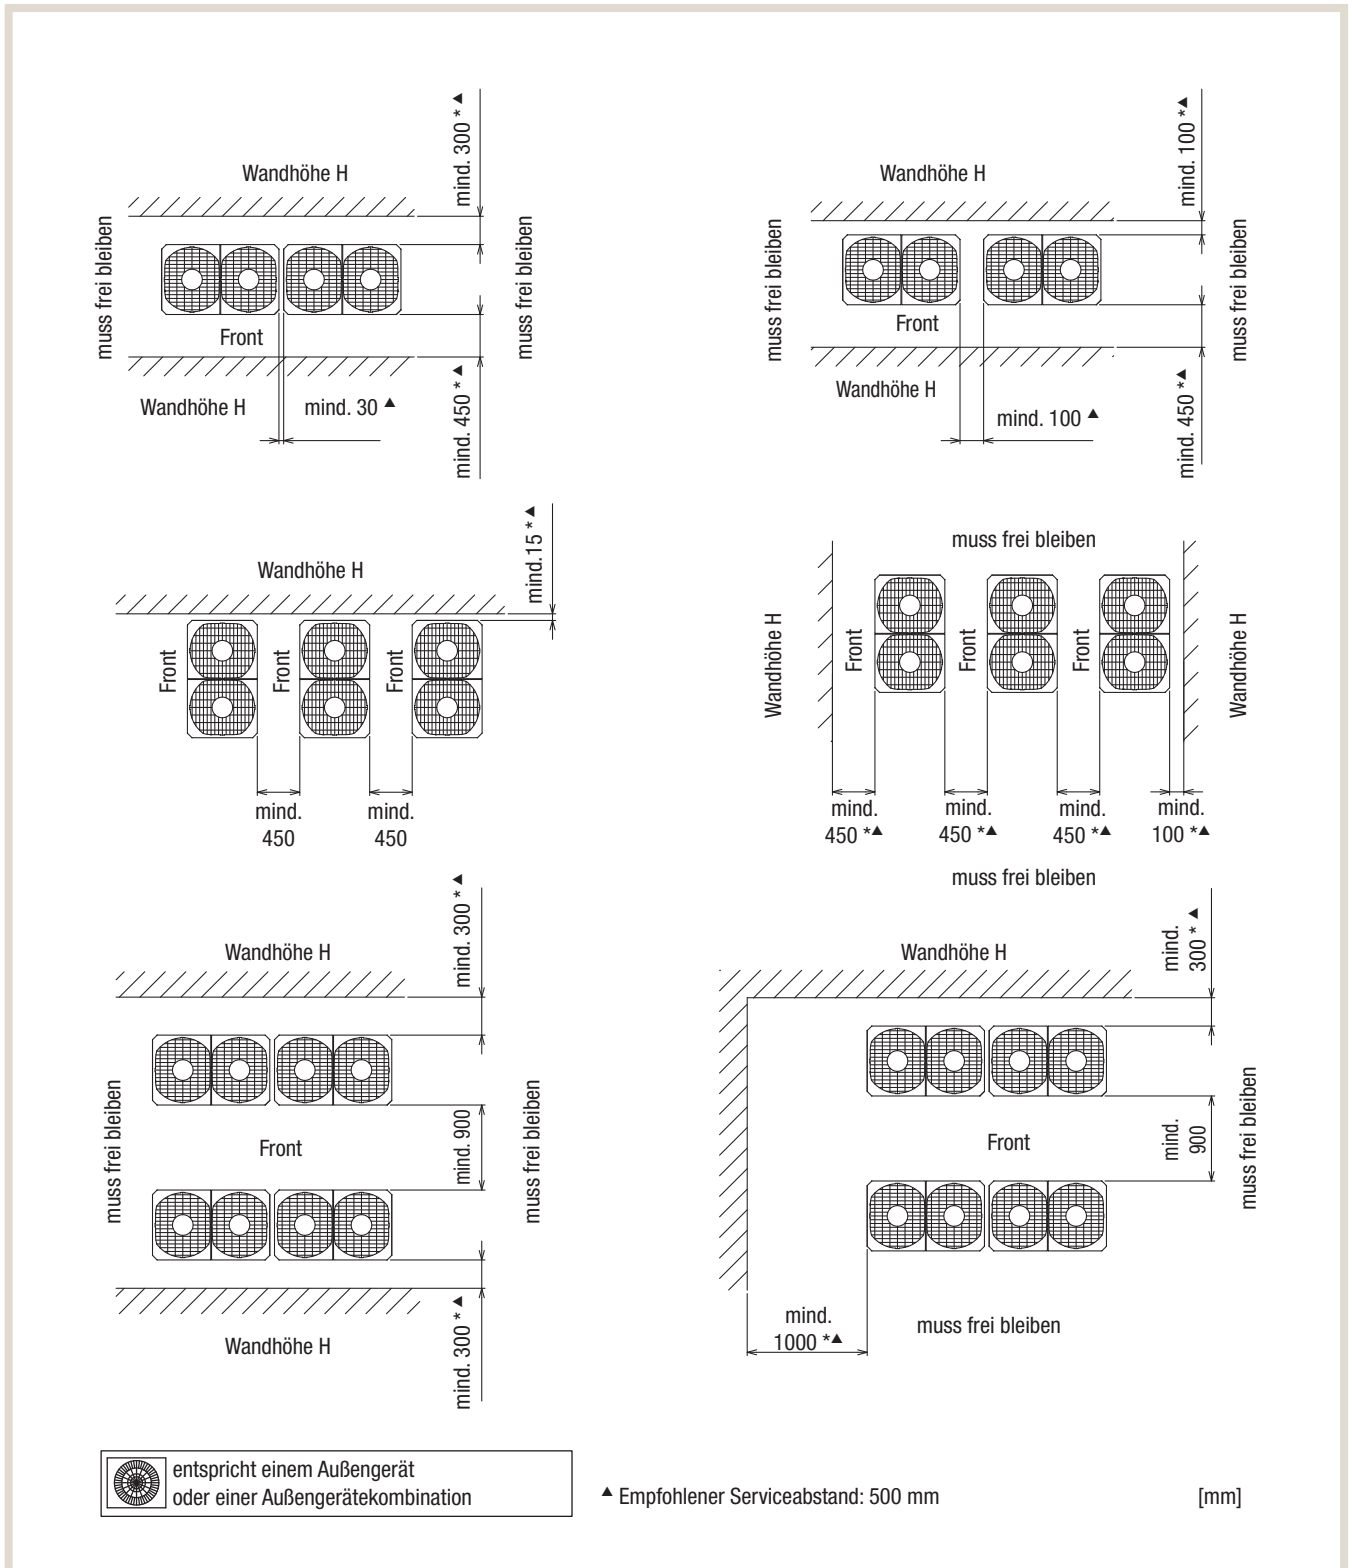 mind. 300 *▲
Wandhöhe H
muss frei bleiben
muss frei bleiben
Front
Wandhöhe H
mind. 30 ▲
mind. 450 *▲
mind. 100 *▲
Wandhöhe H
muss frei bleiben
muss frei bleiben
Front
Wandhöhe H
mind. 100 ▲
mind. 450 *▲
mind.15 *▲
Wandhöhe H
Front
Front
Front
mind.
450
mind.
450
muss frei bleiben
Wandhöhe H
Front
Front
Front
Wandhöhe H
mind.
450 *▲
mind.
450 *▲
mind.
450 *▲
mind.
100 *▲
muss frei bleiben
mind. 300 *▲
Wandhöhe H
muss frei bleiben
Front
mind. 900
muss frei bleiben
Wandhöhe H
mind. 300 *▲
mind.
300 *▲
Wandhöhe H
Front
mind.
900
muss frei bleiben
mind.
1000 *▲
muss frei bleiben
entspricht einem Außengerät
oder einer Außengerätekombination
▲ Empfohlener Serviceabstand: 500 mm
[mm]